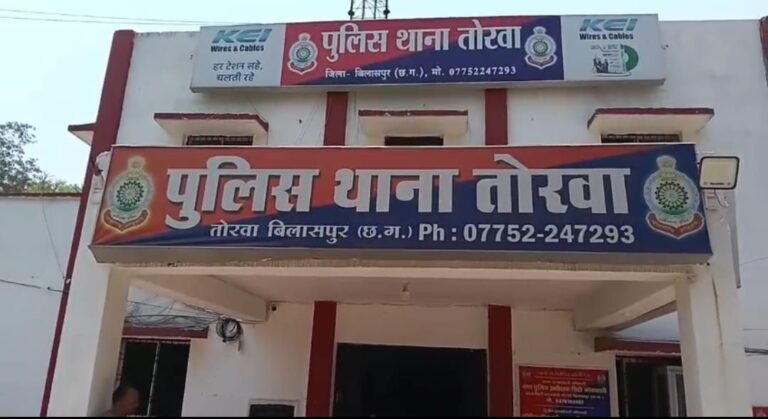 KEI
Wires & Cables
हर टेंशन सहे,
चलती रहे
पुलिस थाना तोरवा
जिला- बिलासपुर (छ.ग.), मो. 07752247293
KEI
Wires & Cables
पुलिस थाना तोरवा
तोरवा बिलासपुर (छ.ग.) Ph : 07752-247293